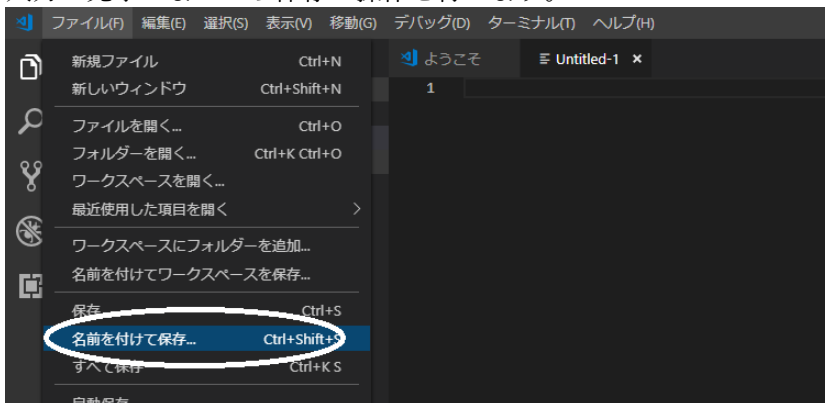 ファイル(F) 編集(E) 選択(S) 表示(V) 移動(G) デバッグ(D) ターミナル(T) ヘルプ(H)
新規ファイル Ctrl+N
新しいウィンドウ Ctrl+Shift+N
ファイルを開く... Ctrl+O
フォルダーを開く... Ctrl+K Ctrl+O
ワークスペースを開く...
最近使用した項目を開く
ワークスペースにフォルダーを追加...
名前を付けてワークスペースを保存...
保存 Ctrl+S
名前を付けて保存... Ctrl+Shift+S
すべて保存 Ctrl+K S
自動保存
ようこそ
Untitled-1
1